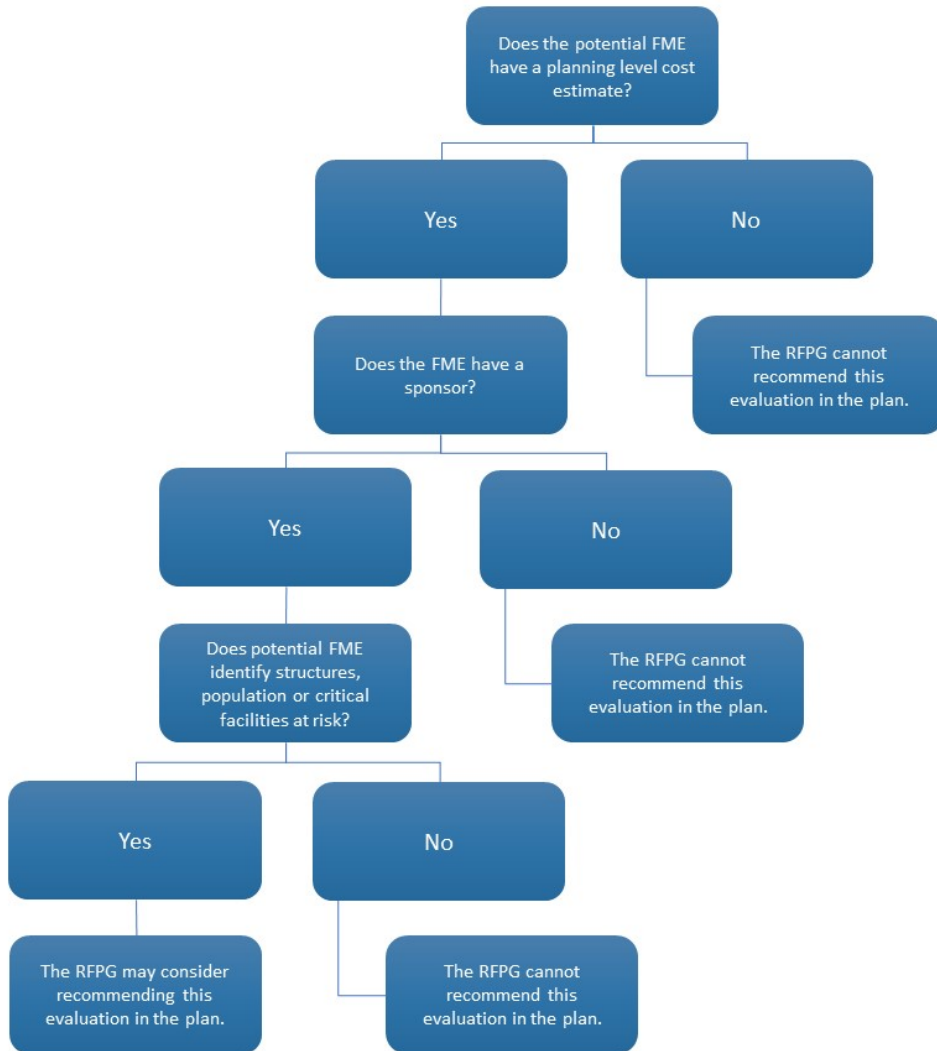 Does the potential FME
have a planning level cost
estimate?
Yes
No
Does the FME have a
sponsor?
The RFPG cannot
recommend this
evaluation in the plan.
Yes
No
Does potential FME
identify structures,
population or critical
facilities at risk?
The RFPG cannot
recommend this
evaluation in the plan.
Yes
No
The RFPG may consider
recommending this
evaluation in the plan.
The RFPG cannot
recommend this
evaluation in the plan.